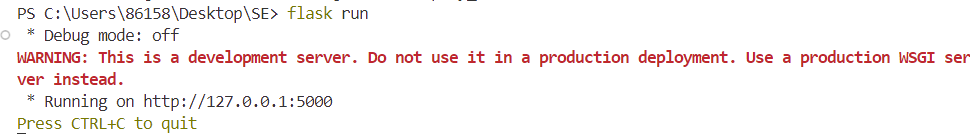 PS C:\Users\86158\Desktop\SE> flask run
 * Debug mode: off
WARNING: This is a development server. Do not use it in a production deployment. Use a production WSGI ser
ver instead.
 * Running on http://127.0.0.1:5000
Press CTRL+C to quit